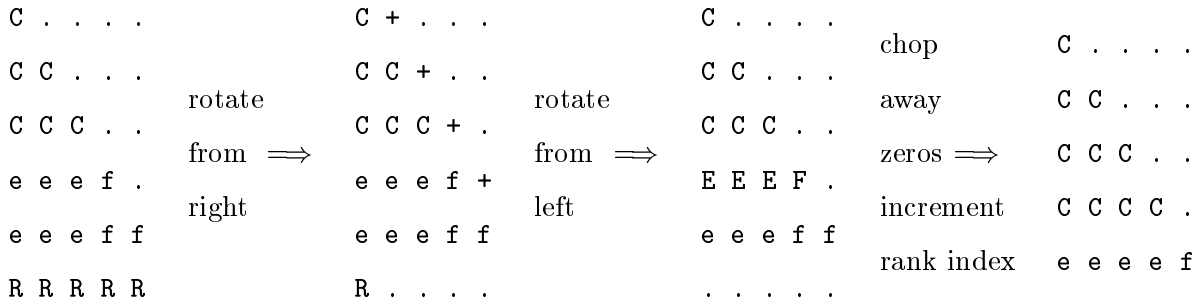 C . . . .
C C . . .
C C C . .
e e e f .
e e e f f
R R R R R
rotate
from ⟹
right
C + . . .
C C + . .
C C C + .
e e e f +
e e e f f
R . . . .
rotate
from ⟹
left
C . . . .
C C . . .
C C C . .
E E E F .
e e e f f
. . . . .
chop
away
zeros ⟹
increment
rank index
C . . . .
C C . . .
C C C . .
C C C C .
e e e e f